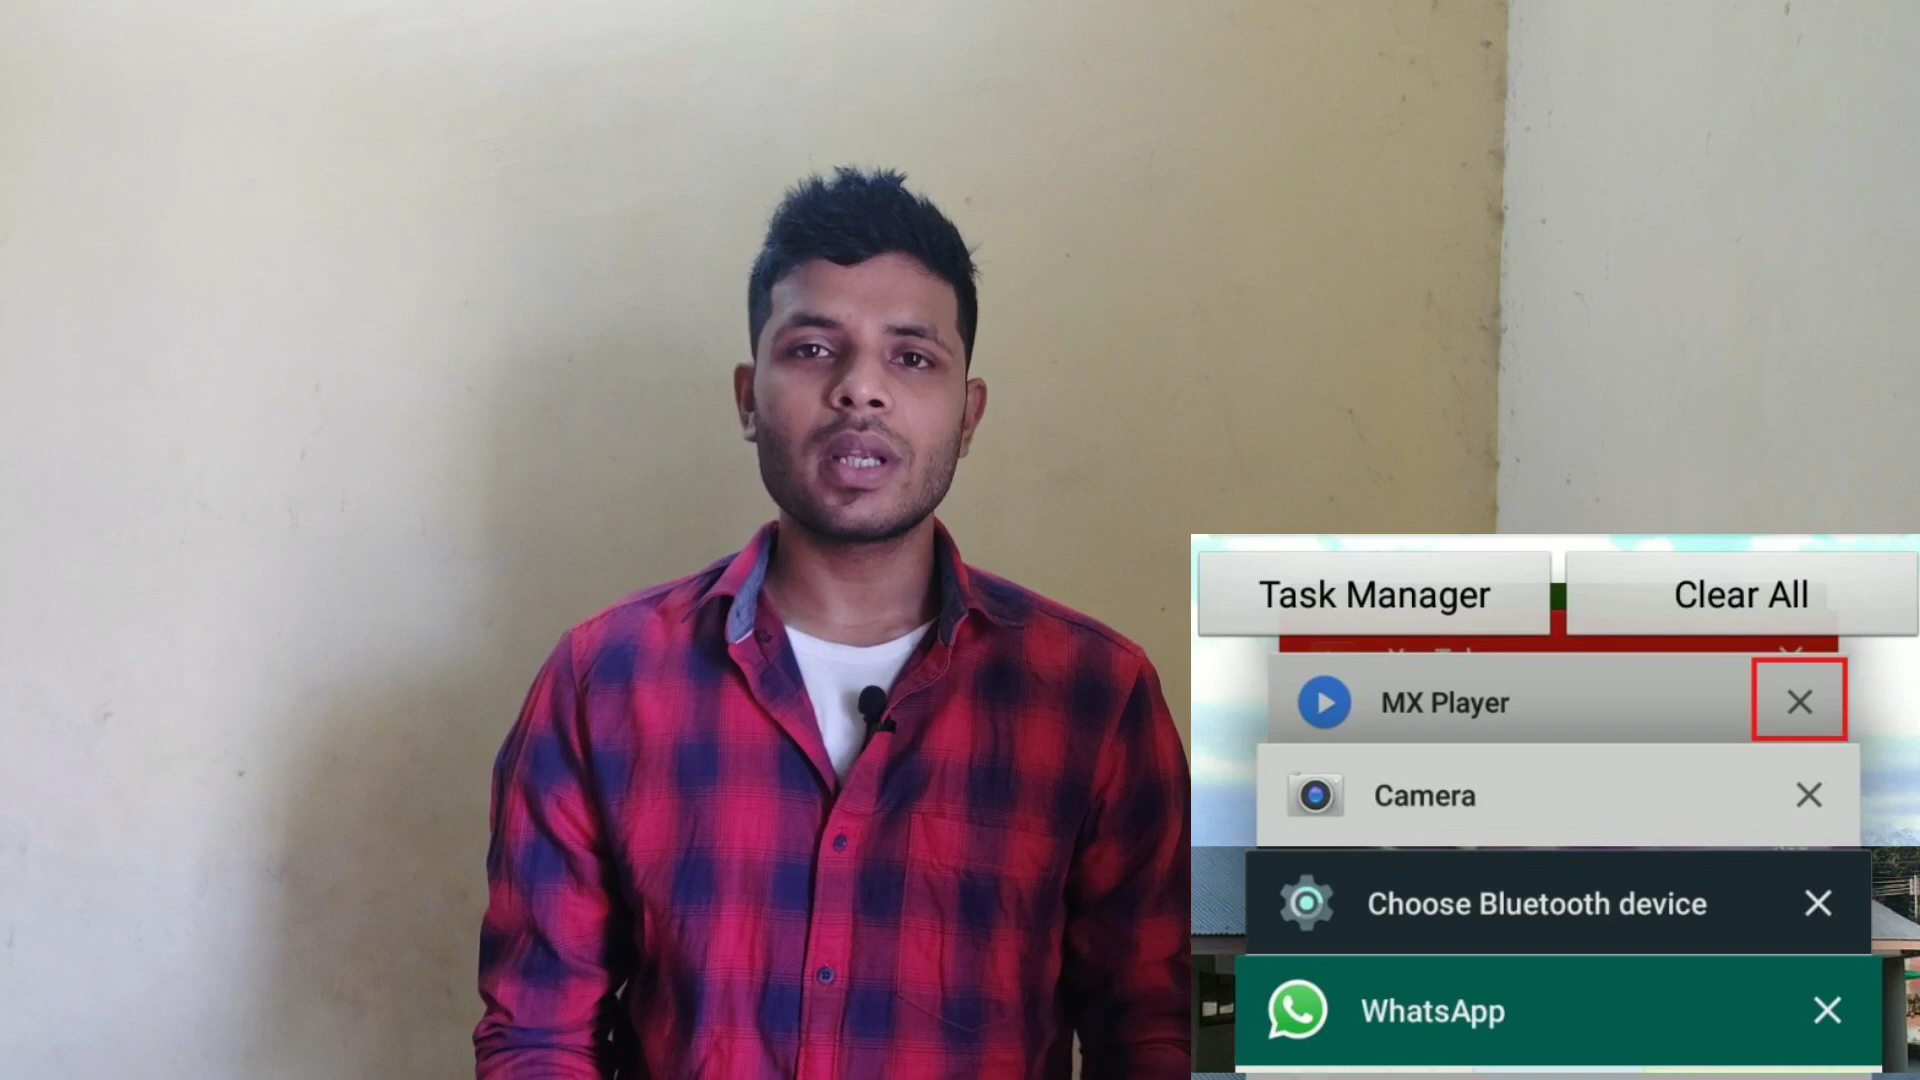 Task Manager
Clear All
MX Player
Camera
Choose Bluetooth device
WhatsApp